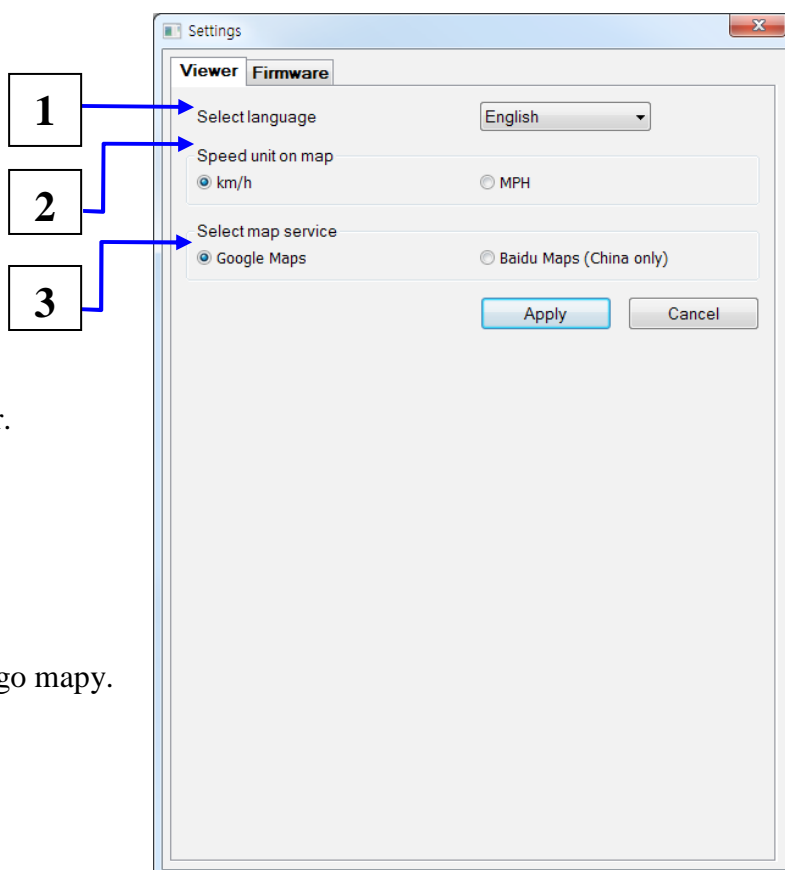 Settings
Viewer Firmware
1
Select language English
Speed unit on map
2
km/h MPH
Select map service
3
Google Maps Baidu Maps (China only)
Apply Cancel
r.
go mapy.